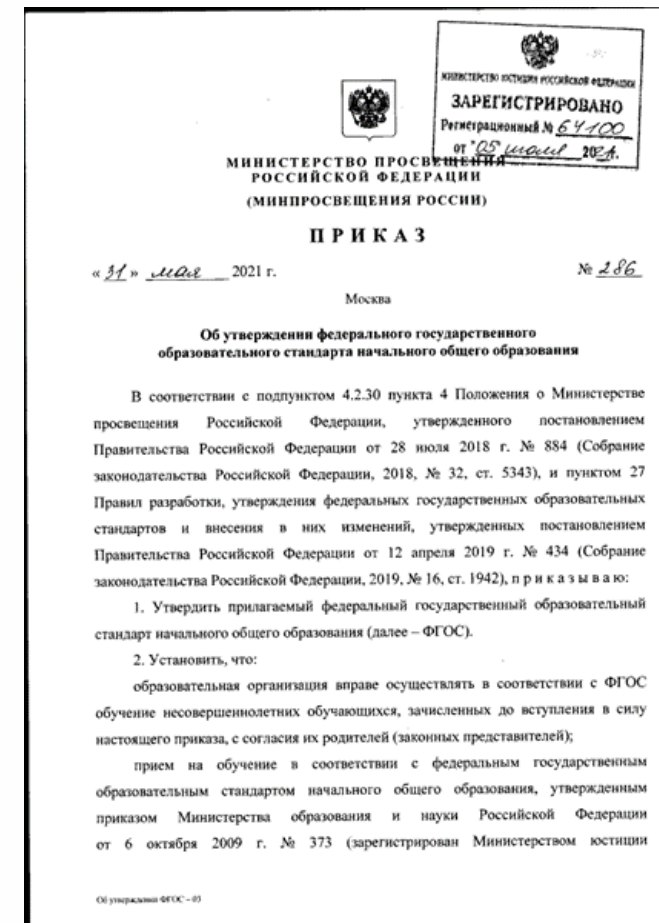 МИНИСТЕРСТВО ЮСТИЦИИ РОССИЙСКОЙ ФЕДЕРАЦИИ
ЗАРЕГИСТРИРОВАНО
Регистрационный № 64100
от "05 июля 2021.
МИНИСТЕРСТВО ПРОСВЕЩЕНИЯ
РОССИЙСКОЙ ФЕДЕРАЦИИ
(МИНПРОСВЕЩЕНИЯ РОССИИ)
П Р И К А З
« 31 » мая 2021 г. № 286
Москва
Об утверждении федерального государственного
образовательного стандарта начального общего образования
В соответствии с подпунктом 4.2.30 пункта 4 Положения о Министерстве
просвещения Российской Федерации, утвержденного постановлением
Правительства Российской Федерации от 28 июля 2018 г. № 884 (Собрание
законодательства Российской Федерации, 2018, № 32, ст. 5343), и пунктом 27
Правил разработки, утверждения федеральных государственных образовательных
стандартов и внесения в них изменений, утвержденных постановлением
Правительства Российской Федерации от 12 апреля 2019 г. № 434 (Собрание
законодательства Российской Федерации, 2019, № 16, ст. 1942), п р и к а з ы в а ю:
1. Утвердить прилагаемый федеральный государственный образовательный
стандарт начального общего образования (далее – ФГОС).
2. Установить, что:
образовательная организация вправе осуществлять в соответствии с ФГОС
обучение несовершеннолетних обучающихся, зачисленных до вступления в силу
настоящего приказа, с согласия их родителей (законных представителей);
прием на обучение в соответствии с федеральным государственным
образовательным стандартом начального общего образования, утвержденным
приказом Министерства образования и науки Российской Федерации
от 6 октября 2009 г. № 373 (зарегистрирован Министерством юстиции
Об утверждении ФГОС – 05